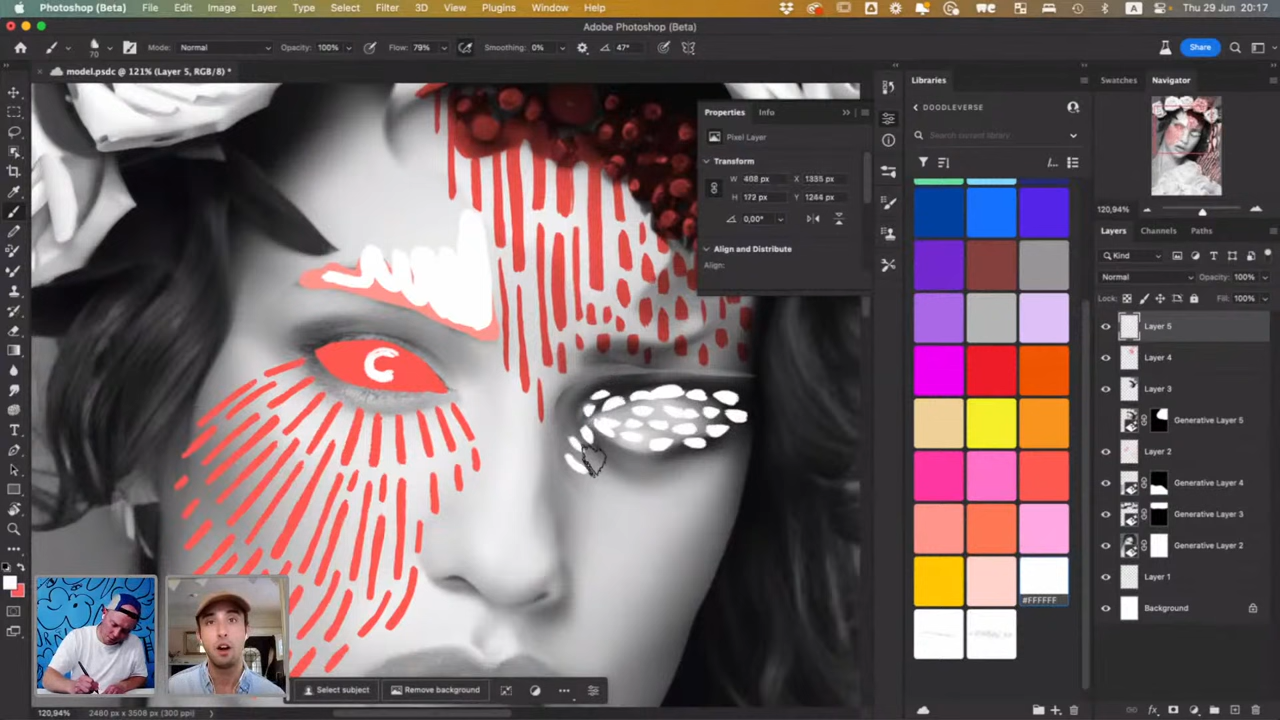 Photoshop (Beta) File Edit Image Layer Type Select Filter 3D View Plugins Window Help A Thu 29 Jun 20:17
Adobe Photoshop (Beta)
70 Mode: Normal Opacity: 100% Flow: 79% Smoothing: 0% 47° Share
model.psdc @ 121% (Layer 5, RGB/8) *
Libraries
Swatches Navigator
DOODLEVERSE
Search current library
Properties Info
Pixel Layer
Transform
W 468 px X 1335 px
H 172 px Y 1244 px
0,00°
Align and Distribute
Align:
120,94%
Layers Channels Paths
Kind
Normal Opacity: 100%
Lock: Fill: 100%
Layer 5
Layer 4
Layer 3
Generative Layer 5
Layer 2
Generative Layer 4
Generative Layer 3
Generative Layer 2
Layer 1
Background
#FFFFFF
Select subject Remove background
120,94% 2480 px x 3508 px (300 ppi)